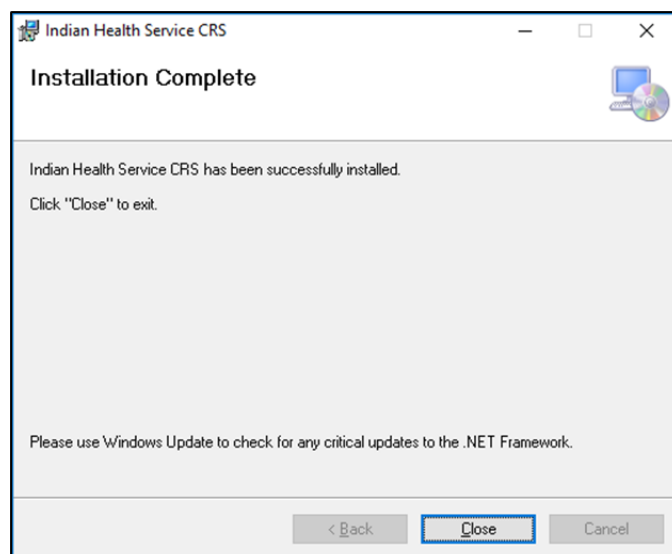 Indian Health Service CRS
Installation Complete
Indian Health Service CRS has been successfully installed.
Click "Close" to exit.
Please use Windows Update to check for any critical updates to the .NET Framework.
< Back
Close
Cancel